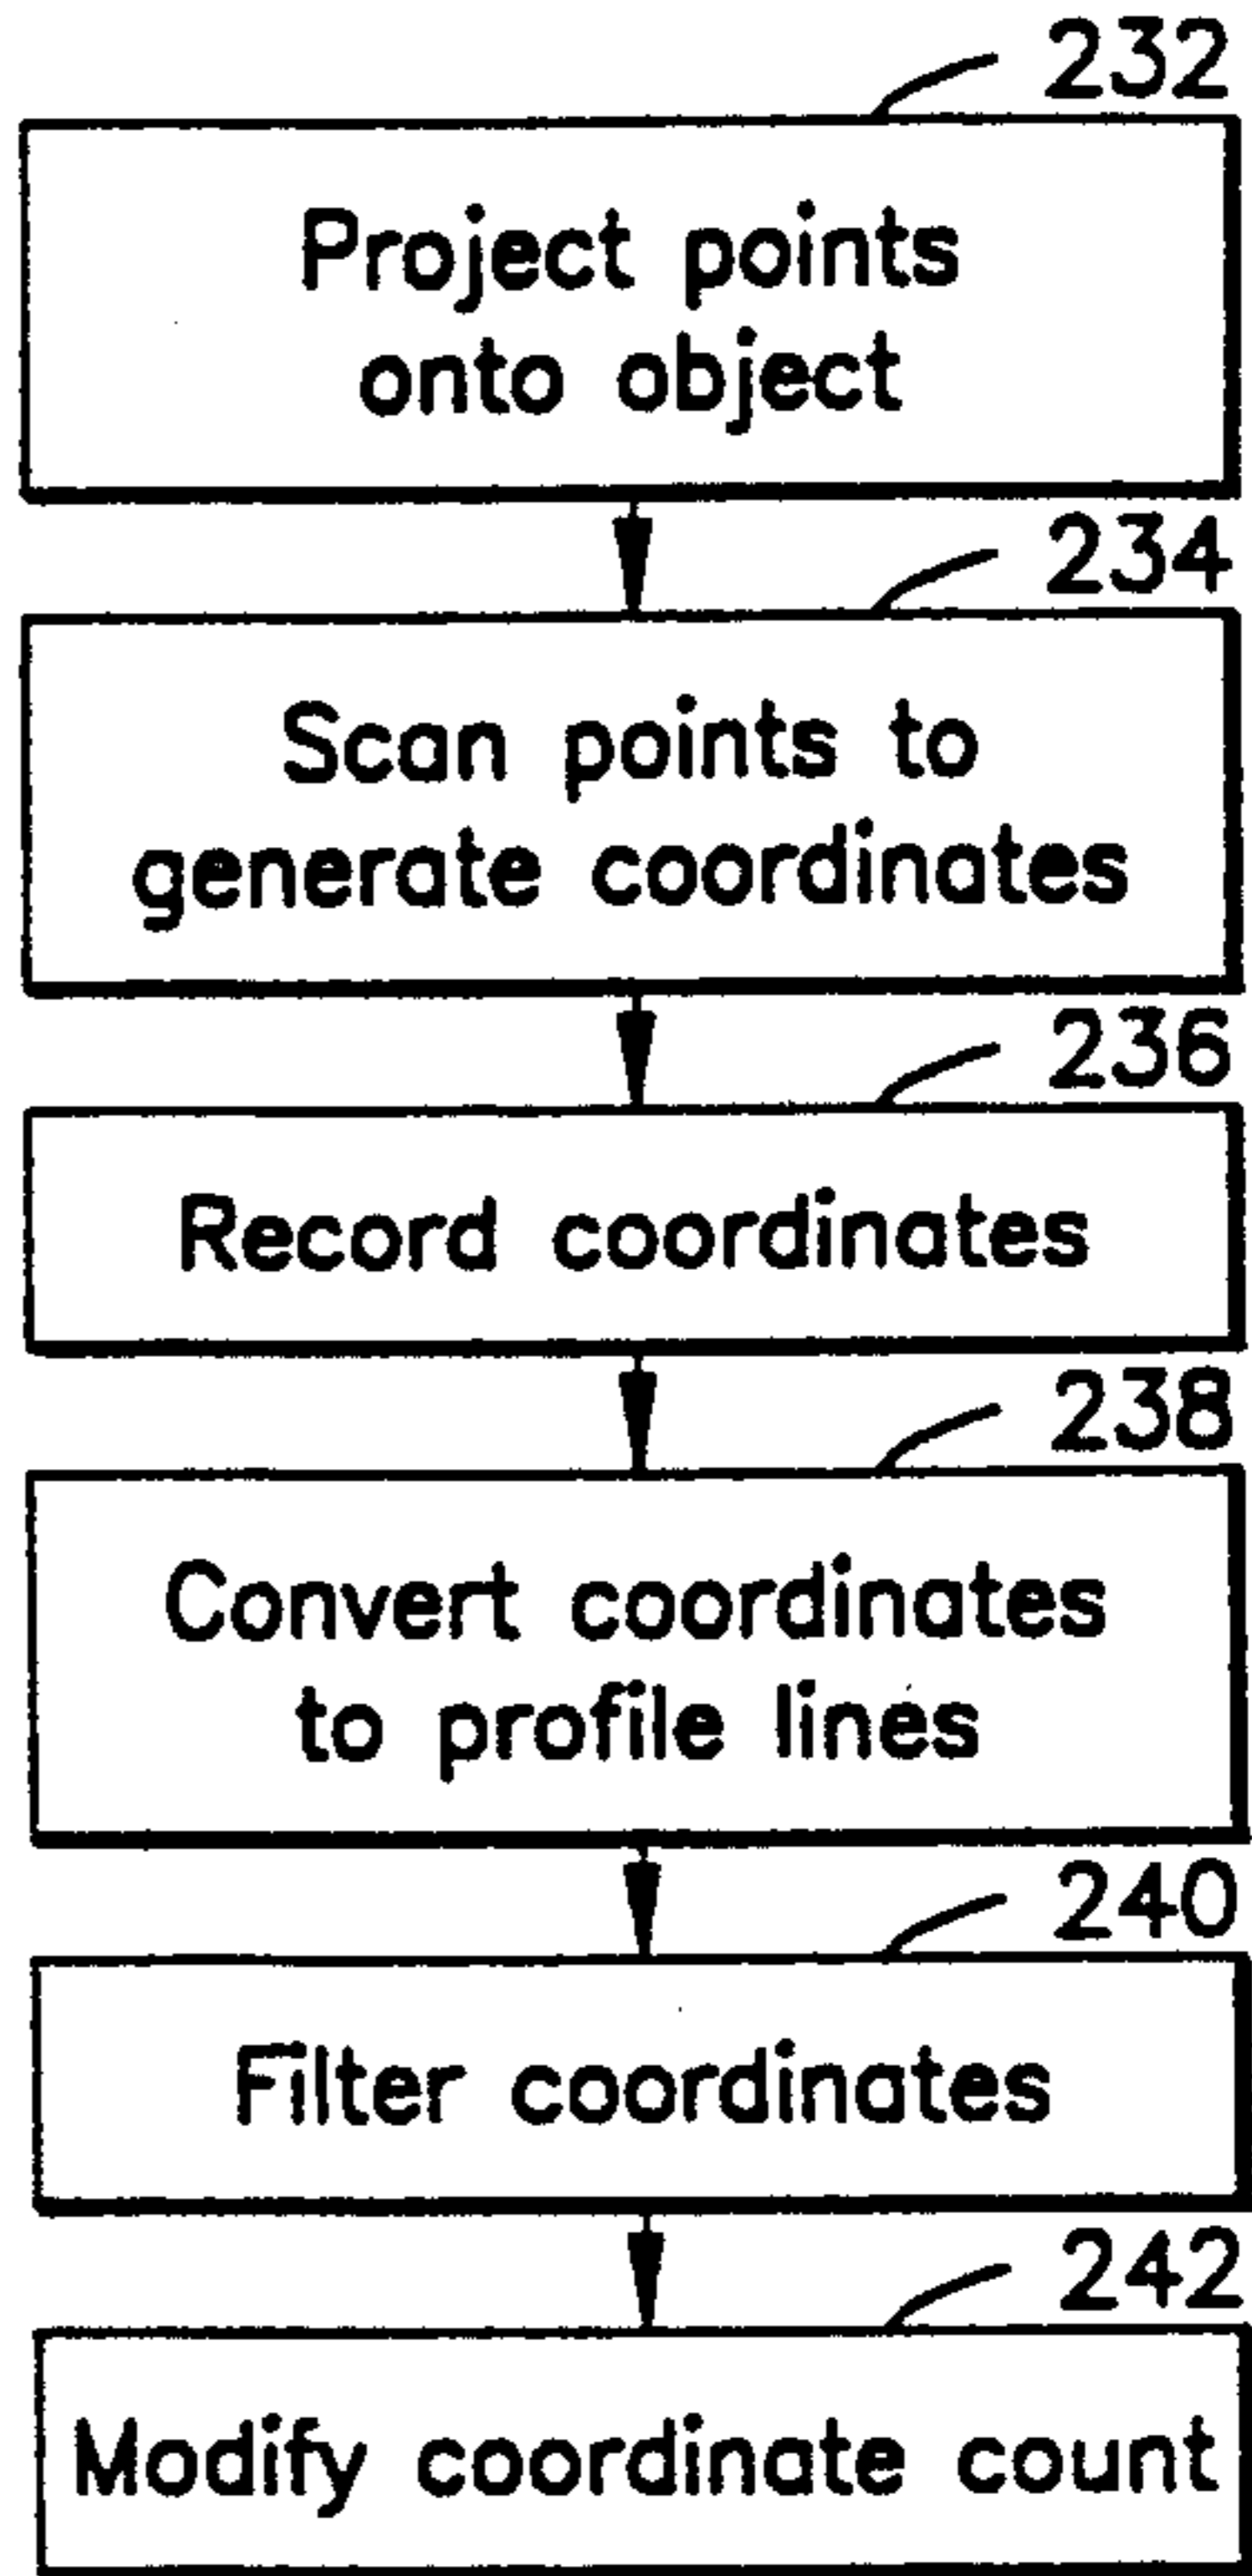 232
Project points
onto object
234
Scan points to
generate coordinates
236
Record coordinates
238
Convert coordinates
to profile lines
240
Filter coordinates
242
Modify coordinate count